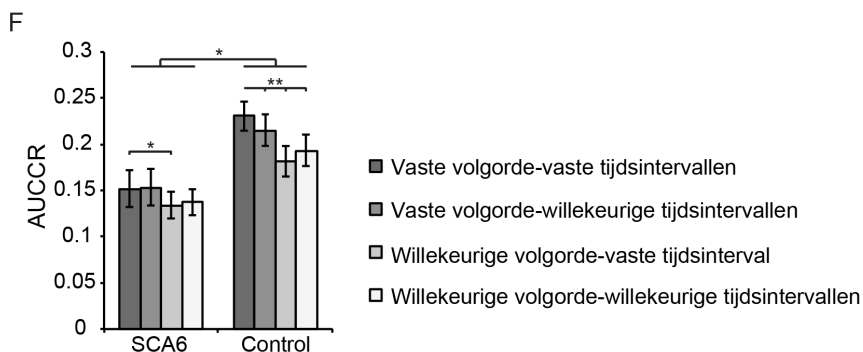 F
AUCCR
0.3
0.25
0.2
0.15
0.1
0.05
0
*
*
**
SCA6
Control
Vaste volgorde-vaste tijdsintervallen
Vaste volgorde-willekeurige tijdsintervallen
Willekeurige volgorde-vaste tijdsinterval
Willekeurige volgorde-willekeurige tijdsintervallen